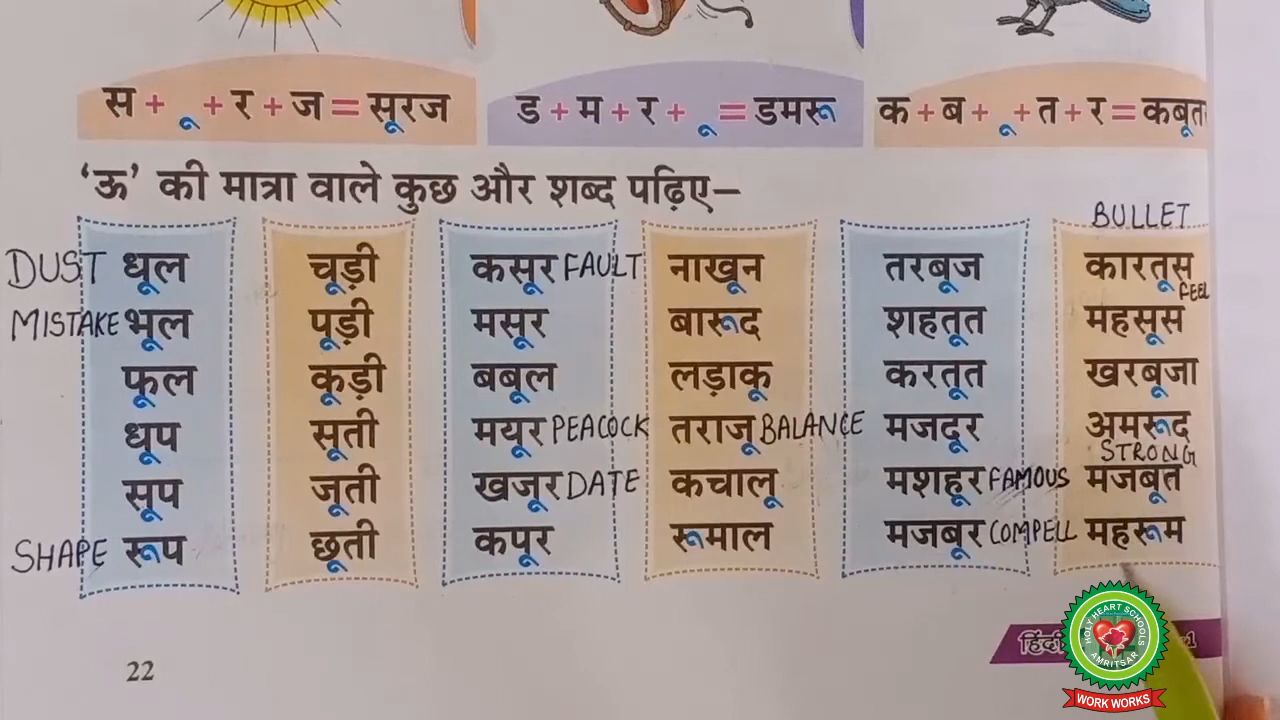 स + ू + र + ज = सूरज
ड + म + र + ू = डमरू
क + ब + ू + त + र = कबूत
‘ऊ’ की मात्रा वाले कुछ और शब्द पढ़िए–
BULLET
DUST धूल चूड़ी कसूर FAULT नाखून तरबूज कारतूस
FEEL
MISTAKE भूल पूड़ी मसूर बारूद शहतूत महसूस
फूल कूड़ी बबूल लड़ाकू करतूत खरबूजा
धूप सूती मयूर PEACOCK तराजू BALANCE मजदूर अमरूद
STRONG
सूप जूती खजूर DATE कचालू मशहूर FAMOUS मजबूत
SHAPE रूप छूती कपूर रूमाल मजबूर COMPELL महरूम
22
हिंदी
1
HOLY HEART SCHOOLS
AMRITSAR
WORK WORKS